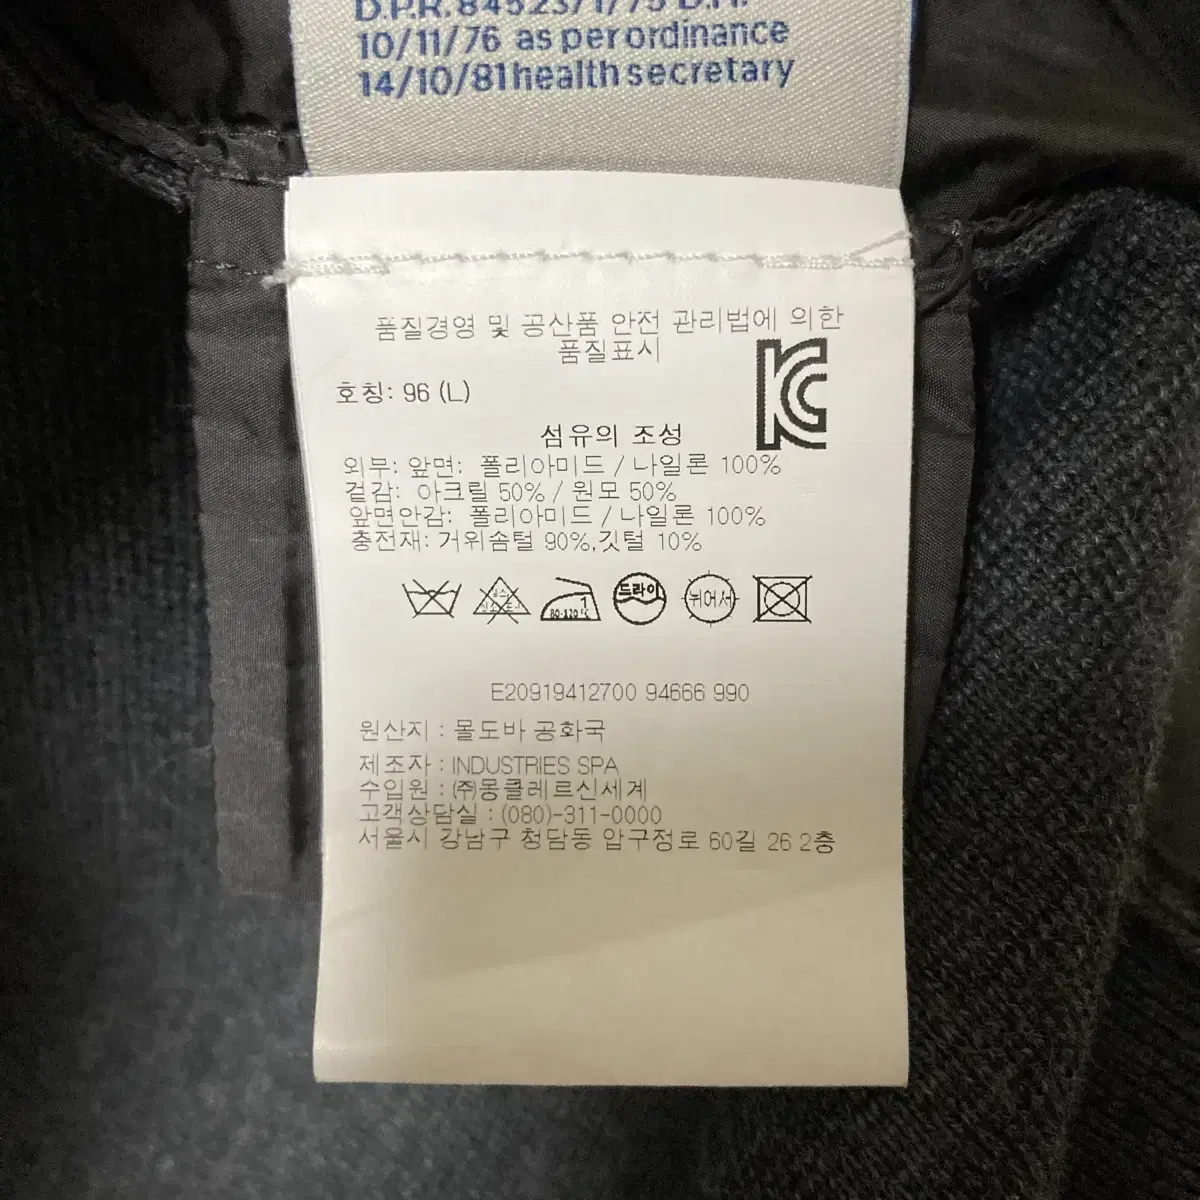 D.P.R. 84523/1/75 D.M.
10/11/76 as per ordinance
14/10/81 health secretary
품질경영 및 공산품 안전 관리법에 의한
품질표시
호칭: 96 (L)
섬유의 조성
외부: 앞면: 폴리아미드 / 나일론 100%
겉감: 아크릴 50% / 원모 50%
앞면안감: 폴리아미드 / 나일론 100%
충전재: 거위솜털 90%,깃털 10%
1
80-120℃
드라이
뉘어서
E20919412700 94666 990
원산지 : 몰도바 공화국
제조자 : INDUSTRIES SPA
수입원 : ㈜몽클레르신세계
고객상담실 : (080)-311-0000
서울시 강남구 청담동 압구정로 60길 26 2층